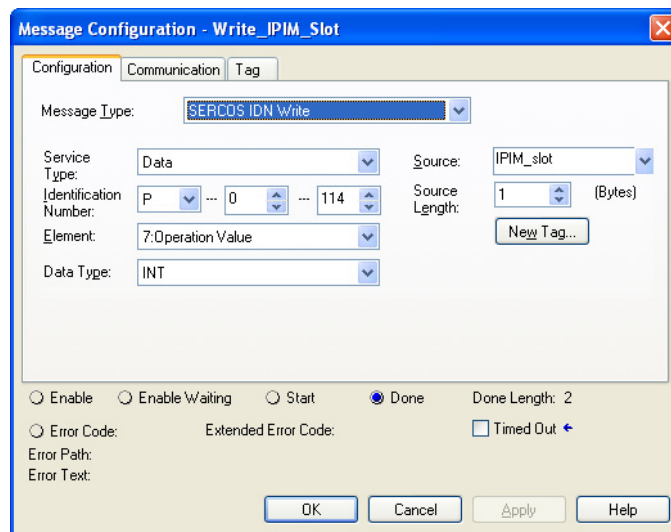 Message Configuration - Write_IPIM_Slot
Configuration Communication Tag
Message Type: SERCOS IDN Write
Service Type: Data Source: IPIM_slot
Identification Number: P --- 0 --- 114 Source Length: 1 (Bytes)
Element: 7:Operation Value New Tag...
Data Type: INT
Enable Enable Waiting Start Done Done Length: 2
Error Code: Extended Error Code: Timed Out
Error Path:
Error Text:
OK Cancel Apply Help